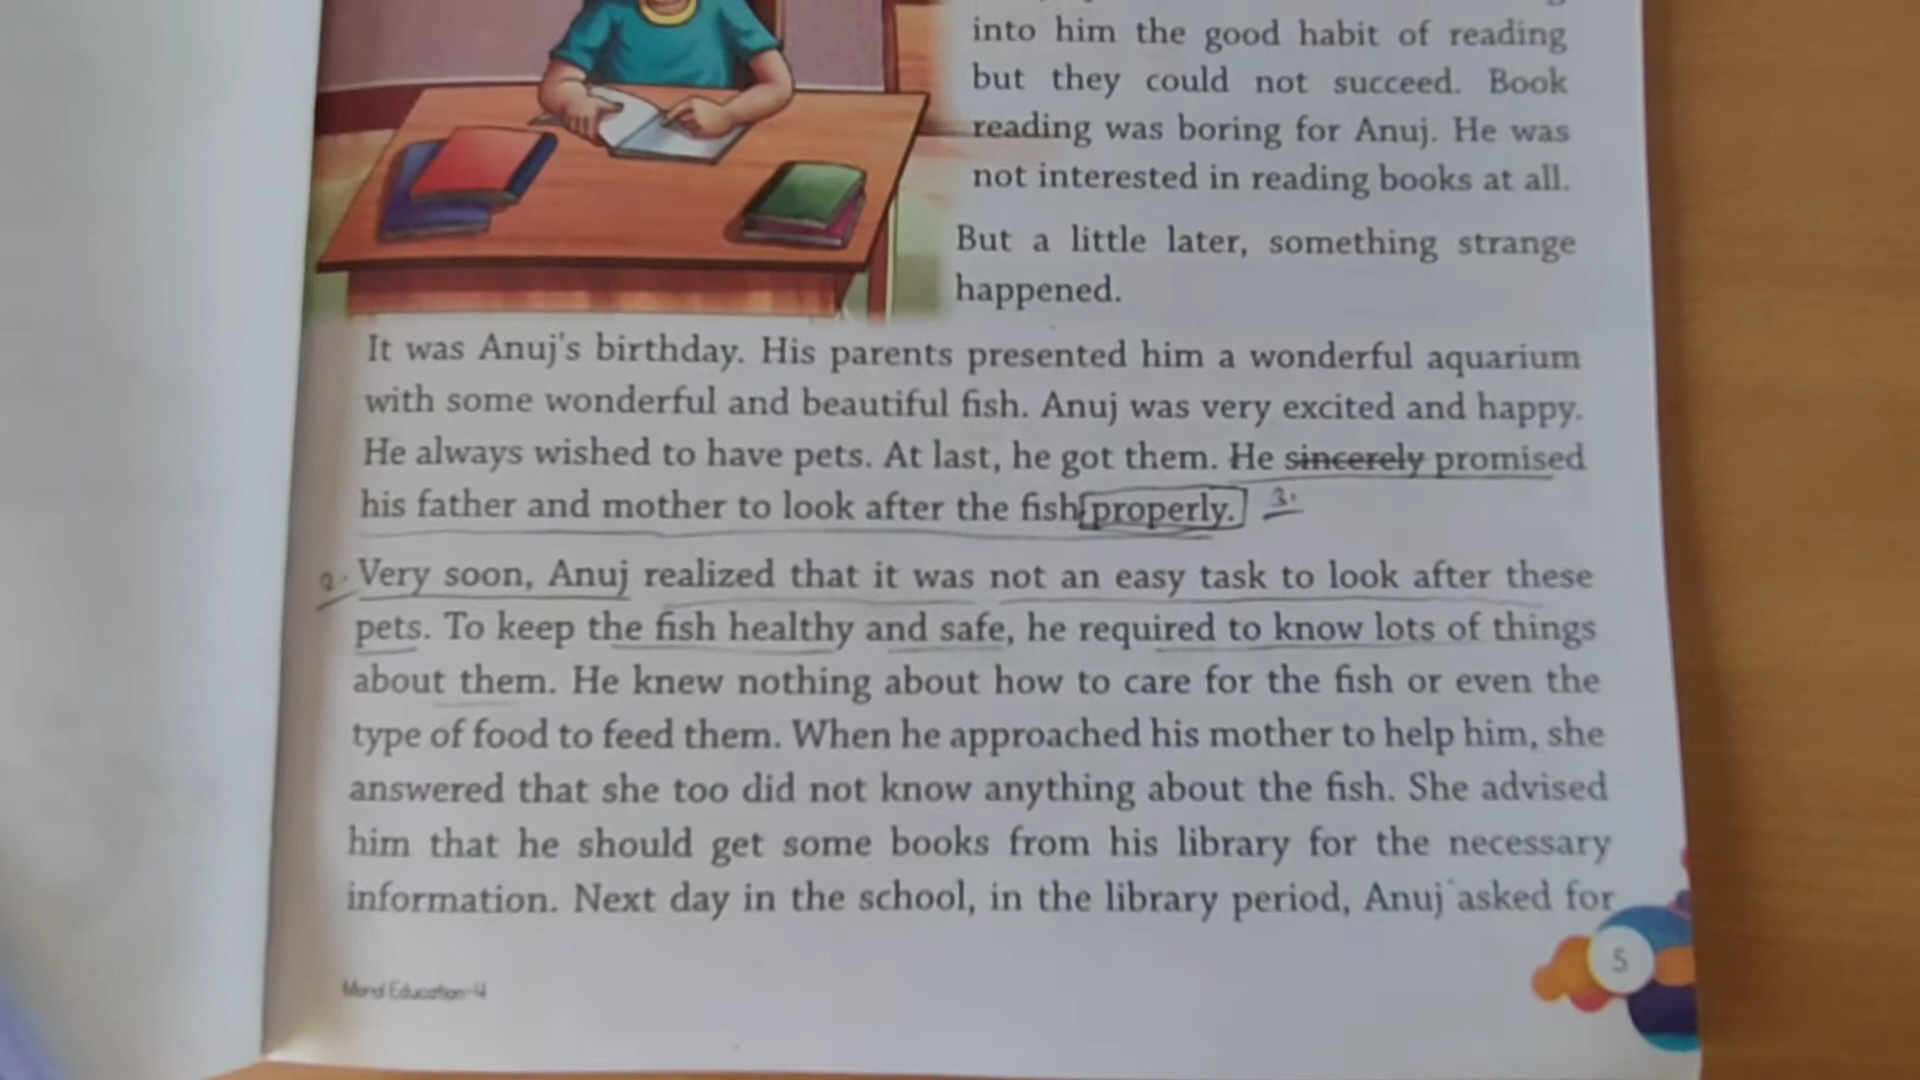 into him the good habit of reading
but they could not succeed. Book
reading was boring for Anuj. He was
not interested in reading books at all.
But a little later, something strange
happened.
It was Anuj's birthday. His parents presented him a wonderful aquarium
with some wonderful and beautiful fish. Anuj was very excited and happy.
He always wished to have pets. At last, he got them. He sincerely promised
his father and mother to look after the fish properly. 3.
2. Very soon, Anuj realized that it was not an easy task to look after these
pets. To keep the fish healthy and safe, he required to know lots of things
about them. He knew nothing about how to care for the fish or even the
type of food to feed them. When he approached his mother to help him, she
answered that she too did not know anything about the fish. She advised
him that he should get some books from his library for the necessary
information. Next day in the school, in the library period, Anuj asked for
5
Moral Education-4